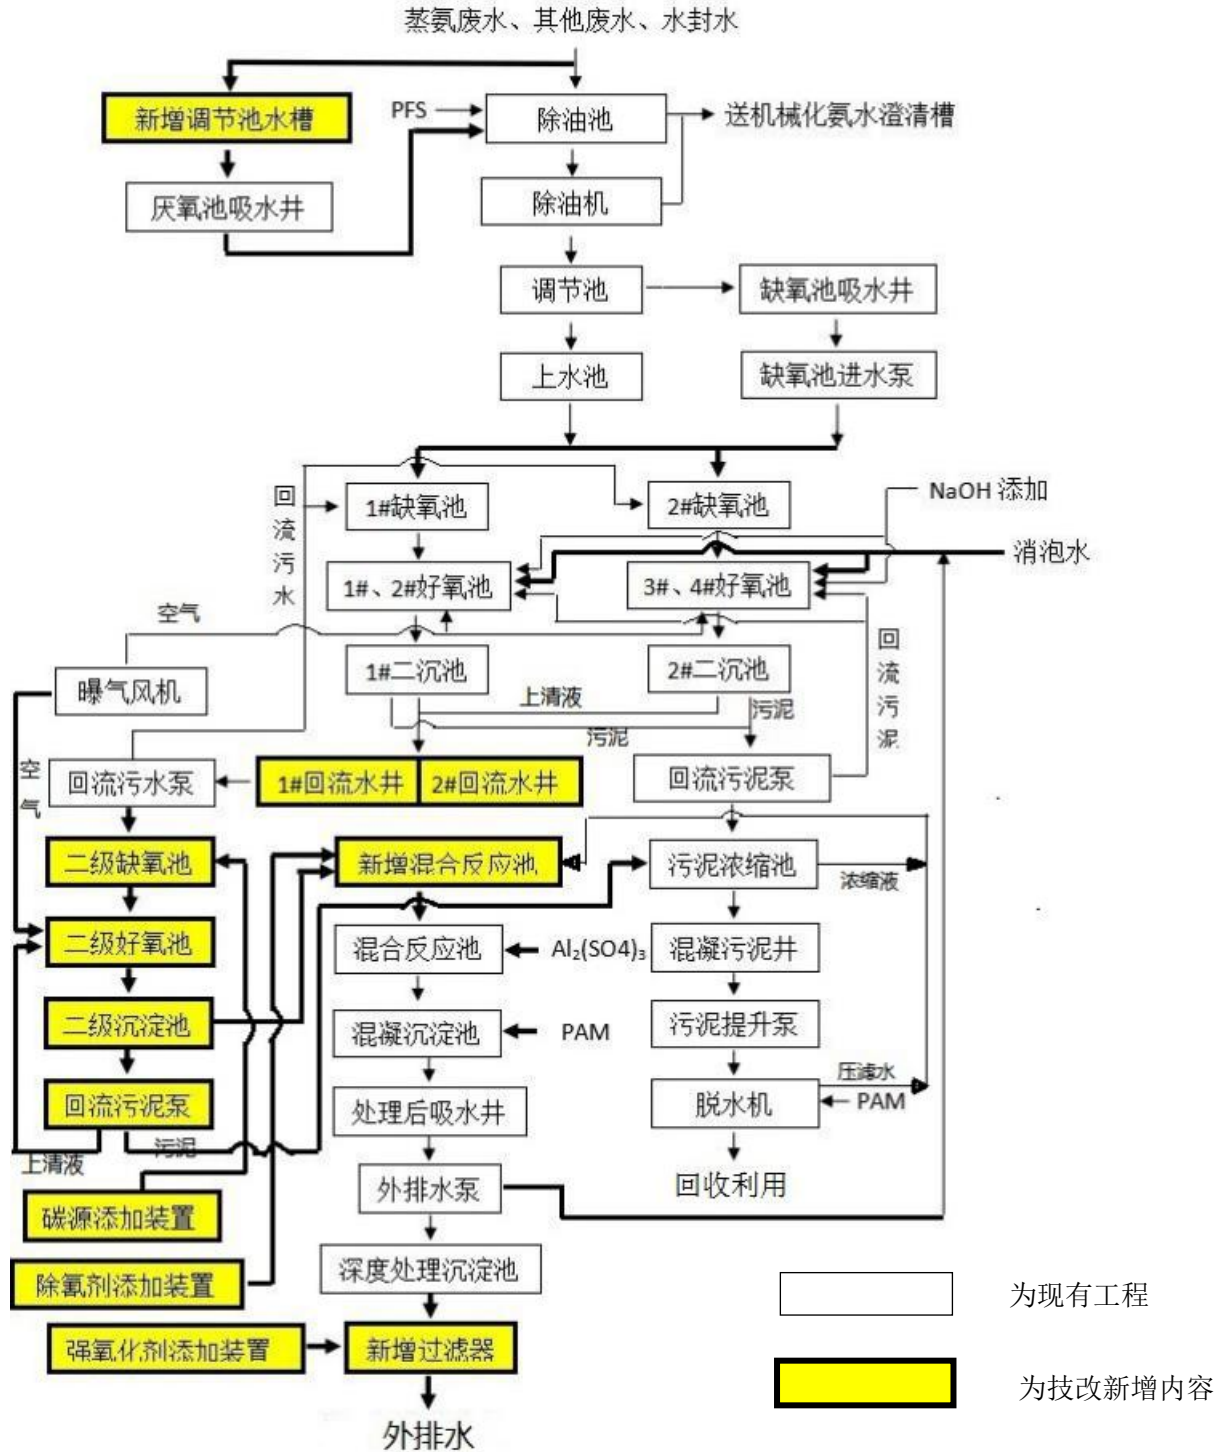 蒸氨废水、其他废水、水封水
新增调节池水槽
PFS
除油池
送机械化氨水澄清槽
厌氧池吸水井
除油机
调节池
缺氧池吸水井
上水池
缺氧池进水泵
回流污水
1#缺氧池
2#缺氧池
NaOH 添加
消泡水
1#、2#好氧池
3#、4#好氧池
空气
回流污泥
1#二沉池
2#二沉池
曝气风机
上清液
污泥
污泥
空气
回流污水泵
1#回流水井
2#回流水井
回流污泥泵
二级缺氧池
新增混合反应池
污泥浓缩池
浓缩液
二级好氧池
混合反应池
Al₂(SO4)₃
混凝污泥井
二级沉淀池
混凝沉淀池
PAM
污泥提升泵
压滤水
回流污泥泵
处理后吸水井
脱水机
PAM
上清液
污泥
外排水泵
回收利用
碳源添加装置
深度处理沉淀池
除氰剂添加装置
为现有工程
强氧化剂添加装置
新增过滤器
为技改新增内容
外排水